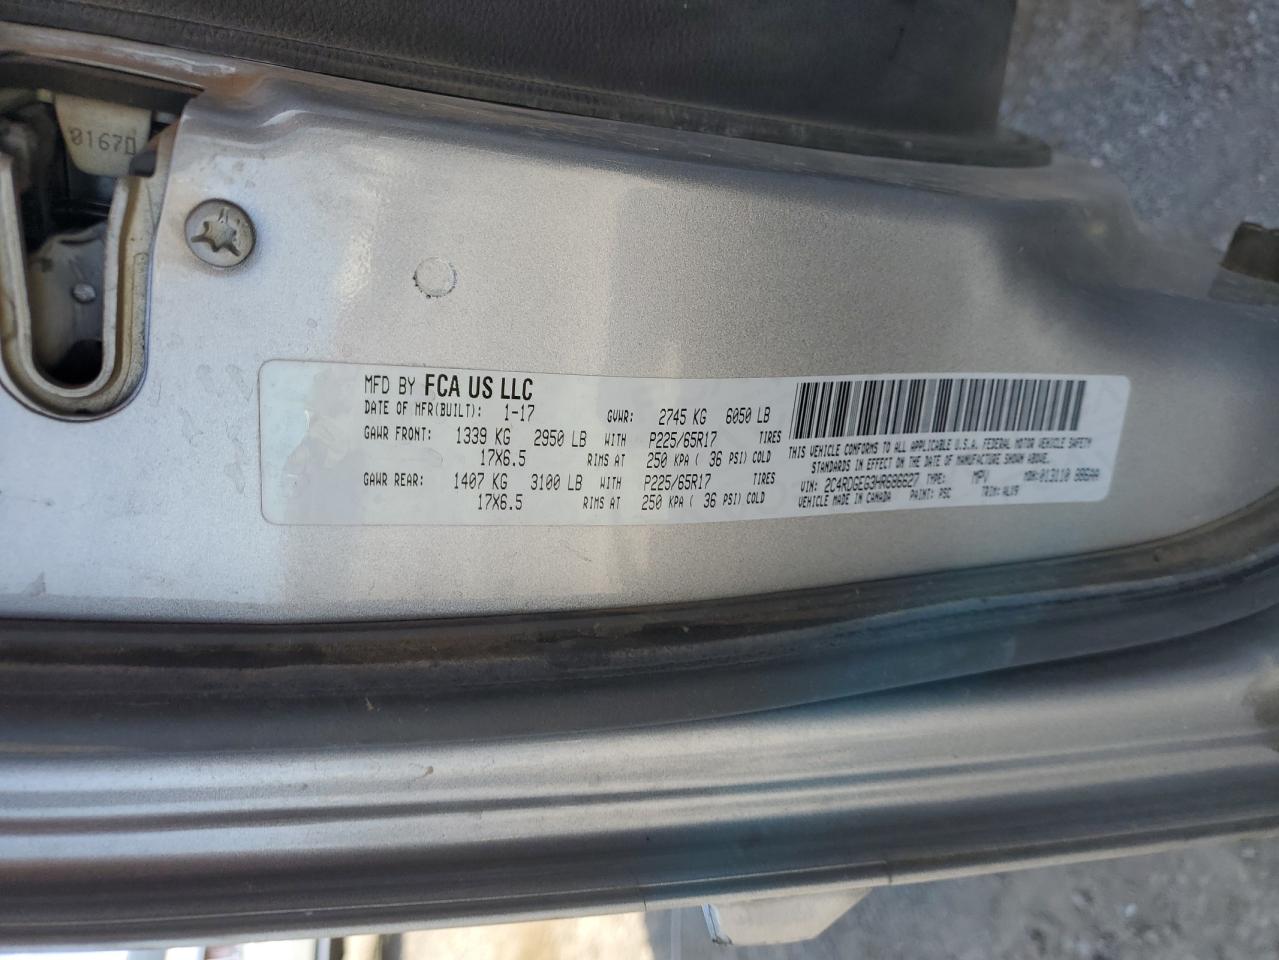 0167
MFD BY FCA US LLC
DATE OF MFR(BUILT): 1-17 GVWR: 2745 KG 6050 LB
GAWR FRONT: 1339 KG 2950 LB WITH P225/65R17 TIRES
17X6.5 RIMS AT 250 KPA ( 36 PSI) COLD
GAWR REAR: 1407 KG 3100 LB WITH P225/65R17 TIRES
17X6.5 RIMS AT 250 KPA ( 36 PSI) COLD
THIS VEHICLE CONFORMS TO ALL APPLICABLE U.S.A. FEDERAL MOTOR VEHICLE SAFETY
STANDARDS IN EFFECT ON THE DATE OF MANUFACTURE SHOWN ABOVE.
VIN: TYPE: MPV MDH:
VEHICLE MADE IN CANADA PAINT: PSC TRIM: